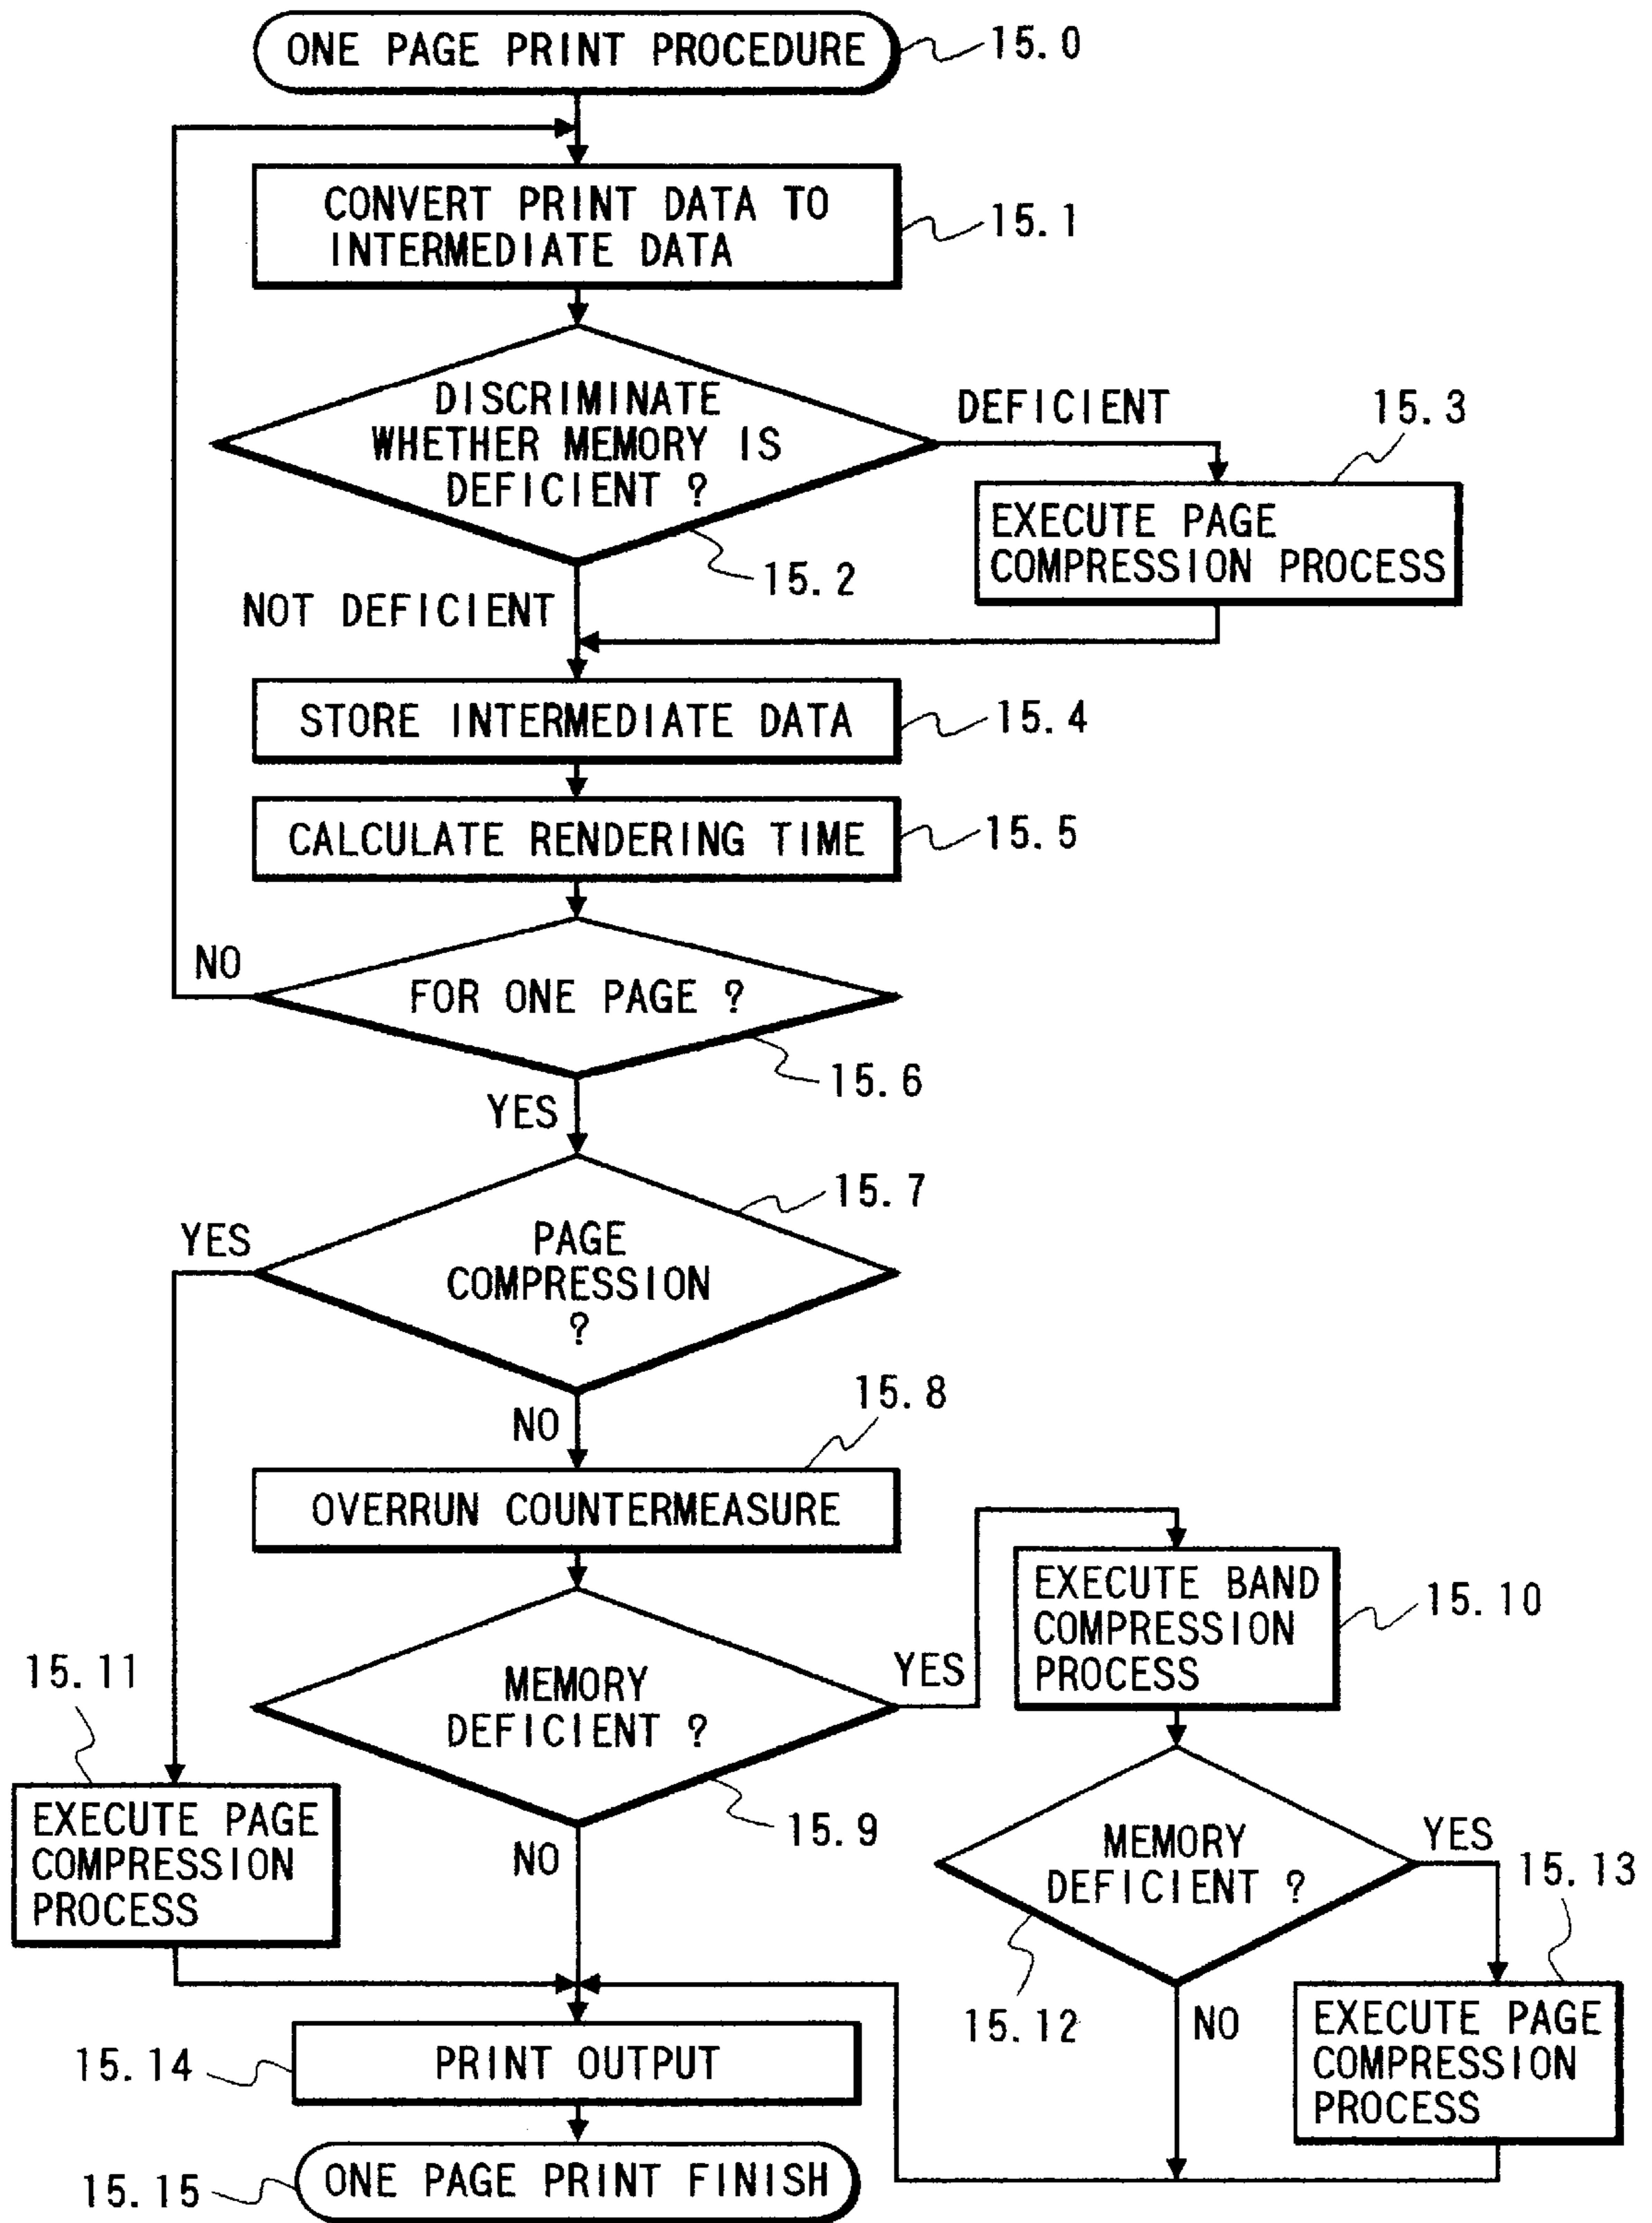 ONE PAGE PRINT PROCEDURE
15.0
CONVERT PRINT DATA TO
INTERMEDIATE DATA
15.1
DISCRIMINATE
WHETHER MEMORY IS
DEFICIENT ?
15.2
DEFICIENT
15.3
EXECUTE PAGE
COMPRESSION PROCESS
NOT DEFICIENT
STORE INTERMEDIATE DATA
15.4
CALCULATE RENDERING TIME
15.5
NO
FOR ONE PAGE ?
15.6
YES
15.7
YES
PAGE
COMPRESSION
?
NO
15.8
OVERRUN COUNTERMEASURE
EXECUTE BAND
COMPRESSION
PROCESS
15.10
15.11
YES
MEMORY
DEFICIENT ?
15.9
NO
EXECUTE PAGE
COMPRESSION
PROCESS
MEMORY
DEFICIENT ?
YES
15.13
15.12
NO
EXECUTE PAGE
COMPRESSION
PROCESS
15.14
PRINT OUTPUT
15.15
ONE PAGE PRINT FINISH